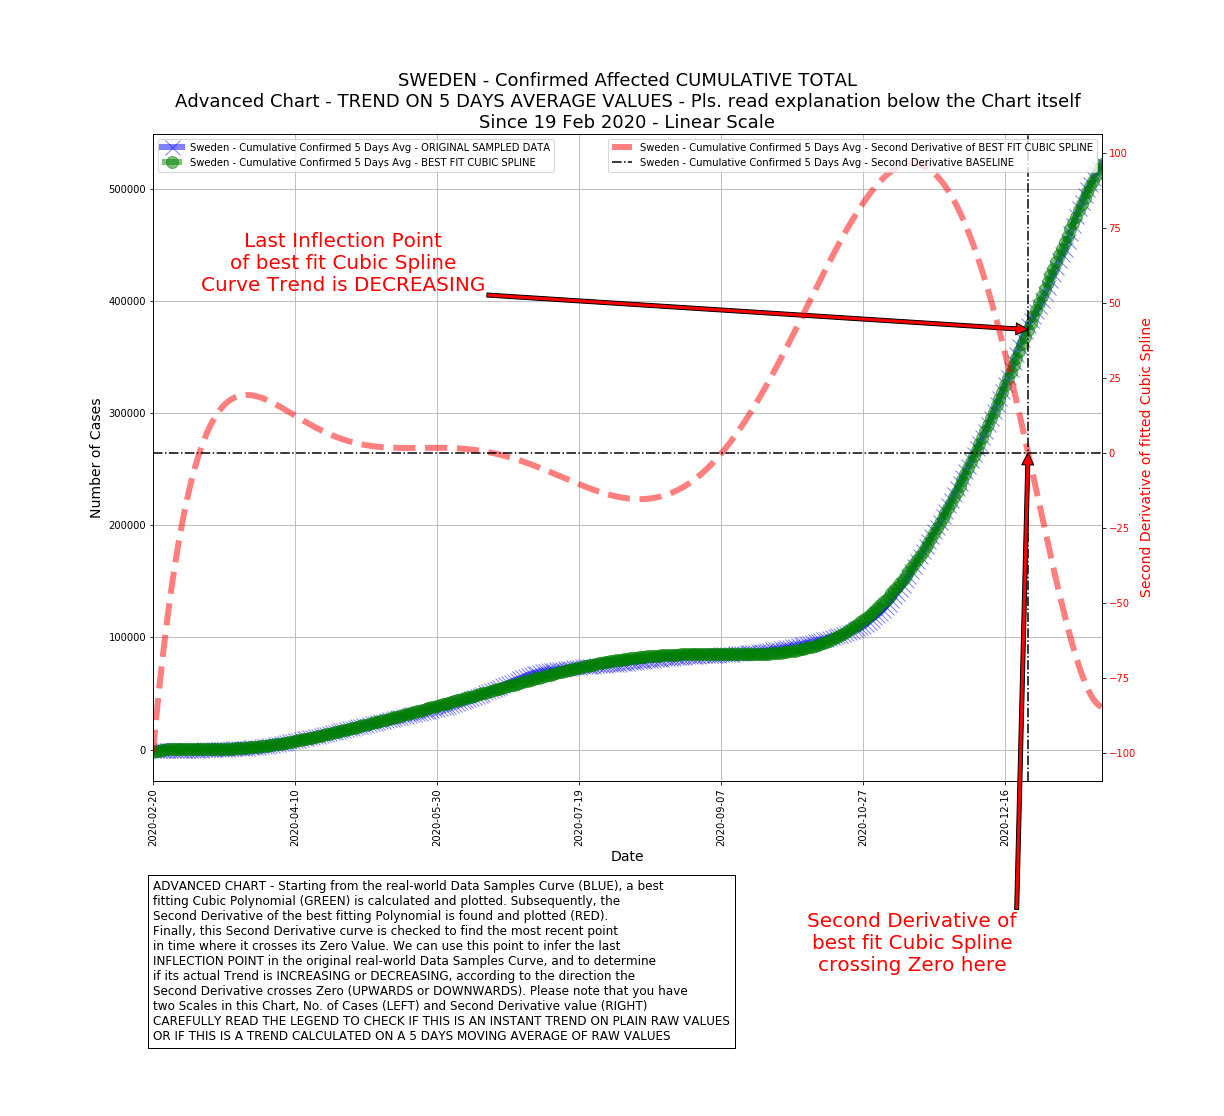 SWEDEN - Confirmed Affected CUMULATIVE TOTAL
Advanced Chart - TREND ON 5 DAYS AVERAGE VALUES - Pls. read explanation below the Chart itself
Since 19 Feb 2020 - Linear Scale
Sweden - Cumulative Confirmed 5 Days Avg - ORIGINAL SAMPLED DATA
Sweden - Cumulative Confirmed 5 Days Avg - BEST FIT CUBIC SPLINE
Sweden - Cumulative Confirmed 5 Days Avg - Second Derivative of BEST FIT CUBIC SPLINE
Sweden - Cumulative Confirmed 5 Days Avg - Second Derivative BASELINE
Last Inflection Point
of best fit Cubic Spline
Curve Trend is DECREASING
Number of Cases
500000
400000
300000
200000
100000
0
100
75
50
25
0
−25
−50
−75
−100
Second Derivative of fitted Cubic Spline
2020-02-20
2020-04-10
2020-05-30
2020-07-19
2020-09-07
2020-10-27
2020-12-16
Date
ADVANCED CHART - Starting from the real-world Data Samples Curve (BLUE), a best
fitting Cubic Polynomial (GREEN) is calculated and plotted. Subsequently, the
Second Derivative of the best fitting Polynomial is found and plotted (RED).
Finally, this Second Derivative curve is checked to find the most recent point
in time where it crosses its Zero Value. We can use this point to infer the last
INFLECTION POINT in the original real-world Data Samples Curve, and to determine
if its actual Trend is INCREASING or DECREASING, according to the direction the
Second Derivative crosses Zero (UPWARDS or DOWNWARDS). Please note that you have
two Scales in this Chart, No. of Cases (LEFT) and Second Derivative value (RIGHT)
CAREFULLY READ THE LEGEND TO CHECK IF THIS IS AN INSTANT TREND ON PLAIN RAW VALUES
OR IF THIS IS A TREND CALCULATED ON A 5 DAYS MOVING AVERAGE OF RAW VALUES
Second Derivative of
best fit Cubic Spline
crossing Zero here